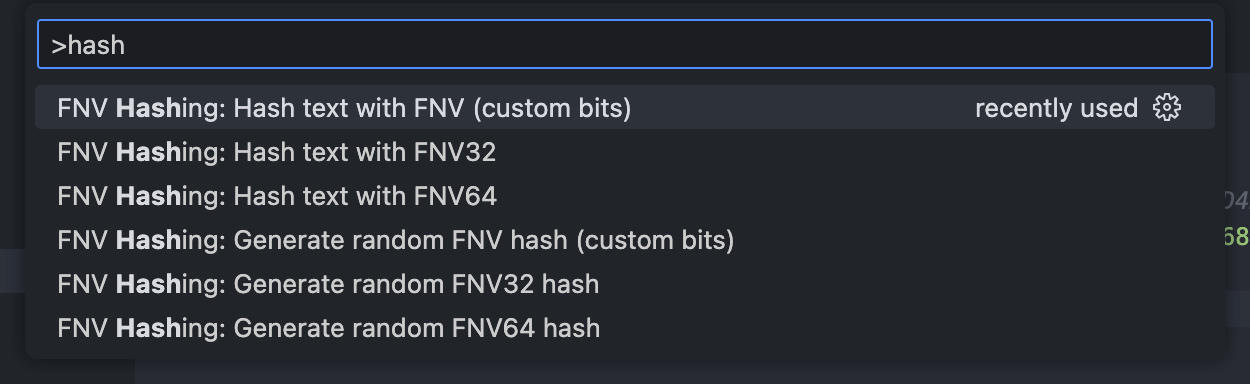 >hash
FNV Hashing: Hash text with FNV (custom bits) recently used
FNV Hashing: Hash text with FNV32
FNV Hashing: Hash text with FNV64
FNV Hashing: Generate random FNV hash (custom bits)
FNV Hashing: Generate random FNV32 hash
FNV Hashing: Generate random FNV64 hash